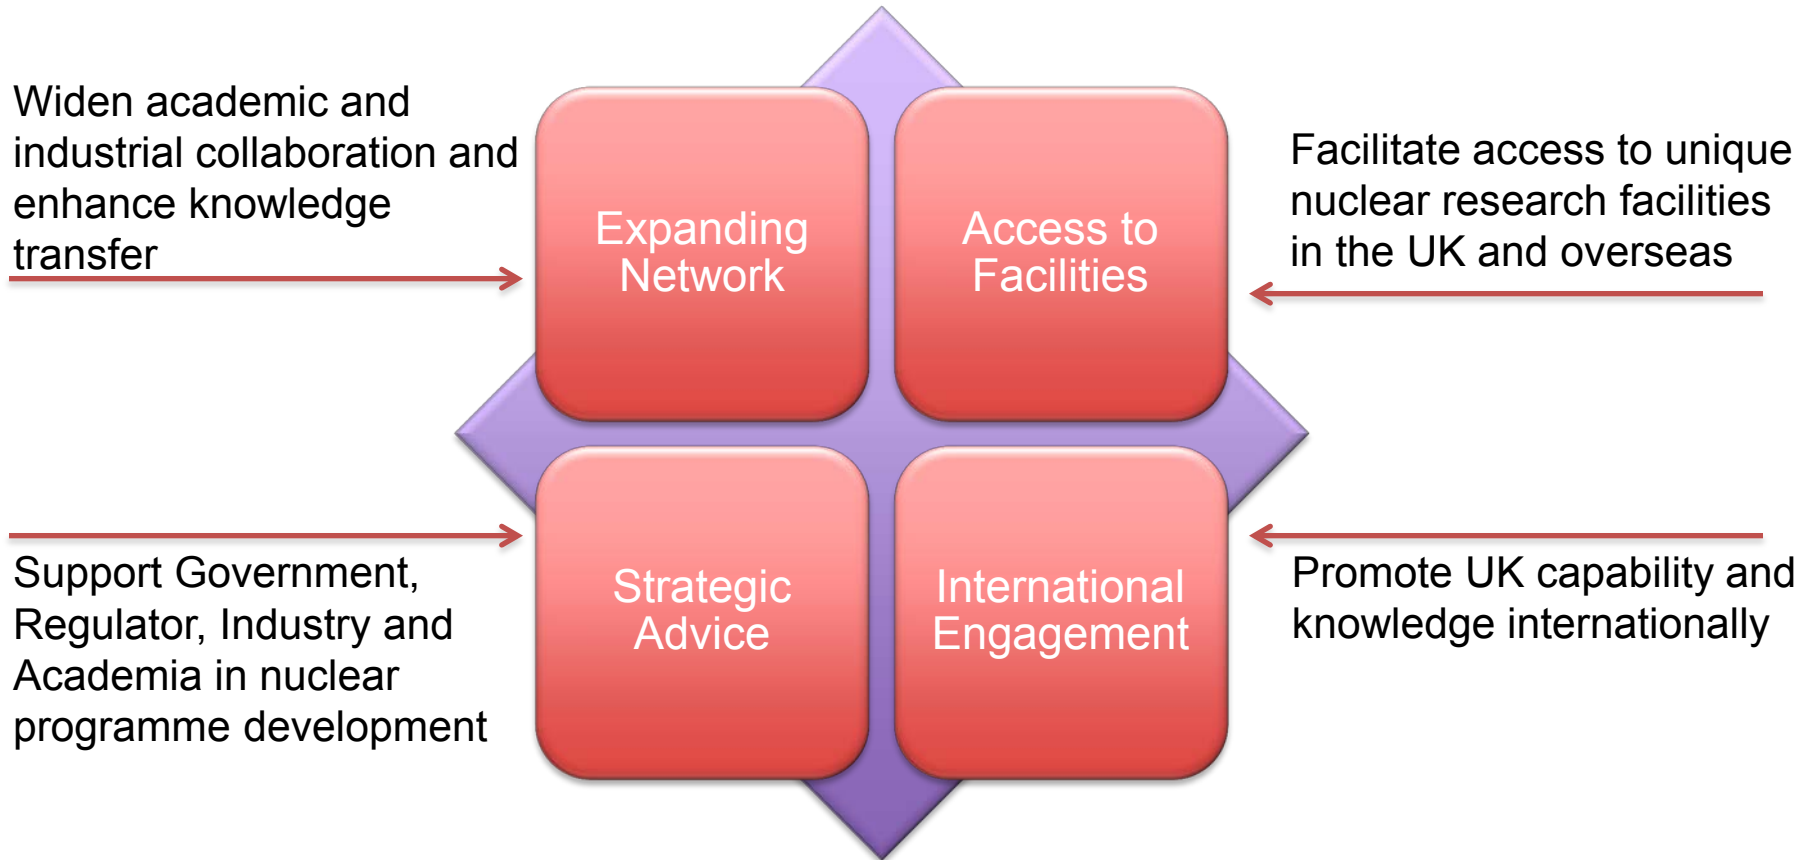 Widen academic and
industrial collaboration and
enhance knowledge
transfer
Expanding
Network
Access to
Facilities
Facilitate access to unique
nuclear research facilities
in the UK and overseas
Support Government,
Regulator, Industry and
Academia in nuclear
programme development
Strategic
Advice
International
Engagement
Promote UK capability and
knowledge internationally